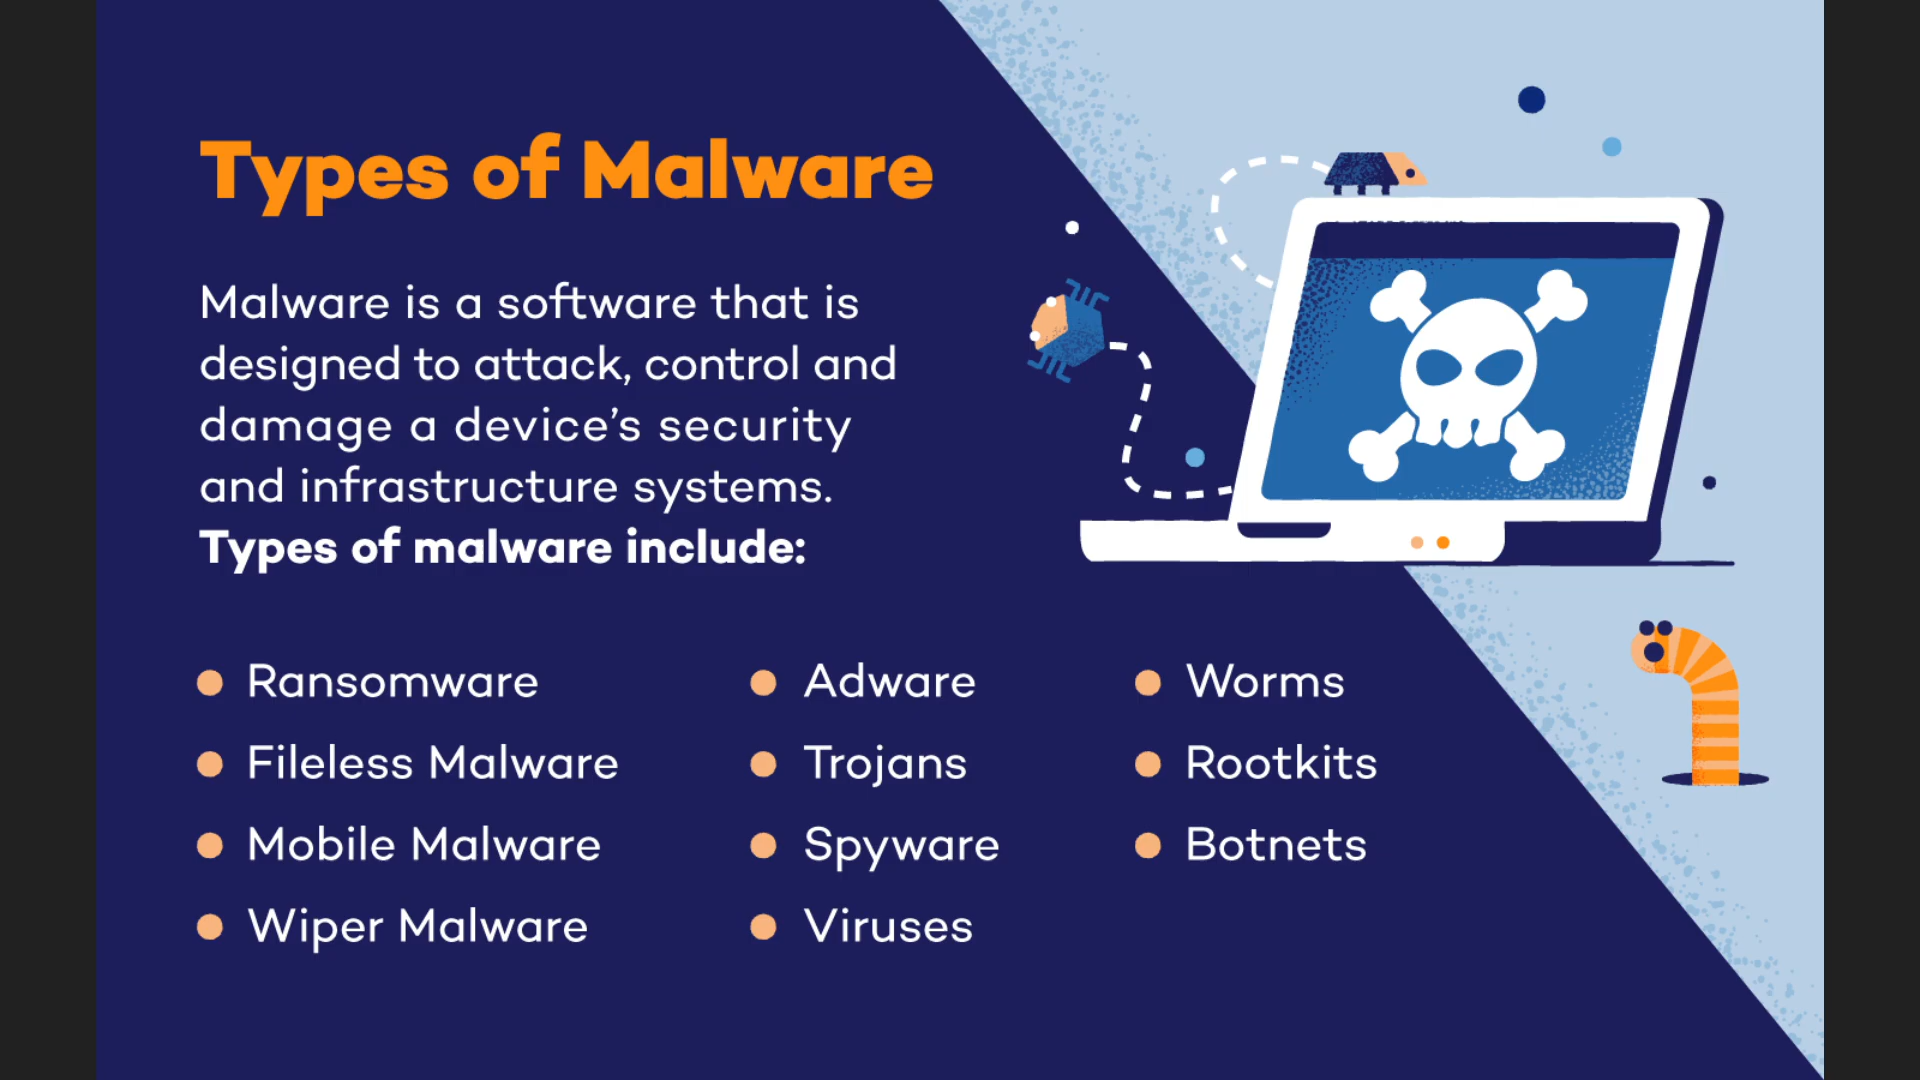 Types of Malware
Malware is a software that is
designed to attack, control and
damage a device’s security
and infrastructure systems.
Types of malware include:
Ransomware
Fileless Malware
Mobile Malware
Wiper Malware
Adware
Trojans
Spyware
Viruses
Worms
Rootkits
Botnets